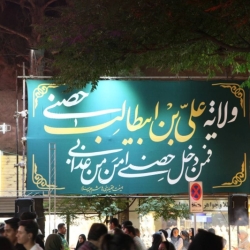 ولایة علی بن ابیطالب حصنی
فمن دخل حصنی امن من عذابی